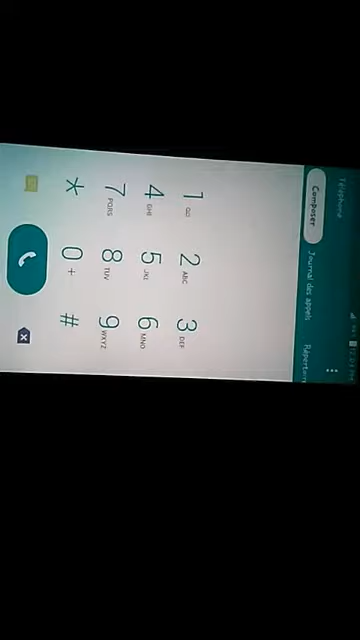 Téléphone
Composer
Journal des appels
Répertoire
1
2 ABC
3 DEF
4 GHI
5 JKL
6 MNO
7 PQRS
8 TUV
9 WXYZ
*
0 +
#